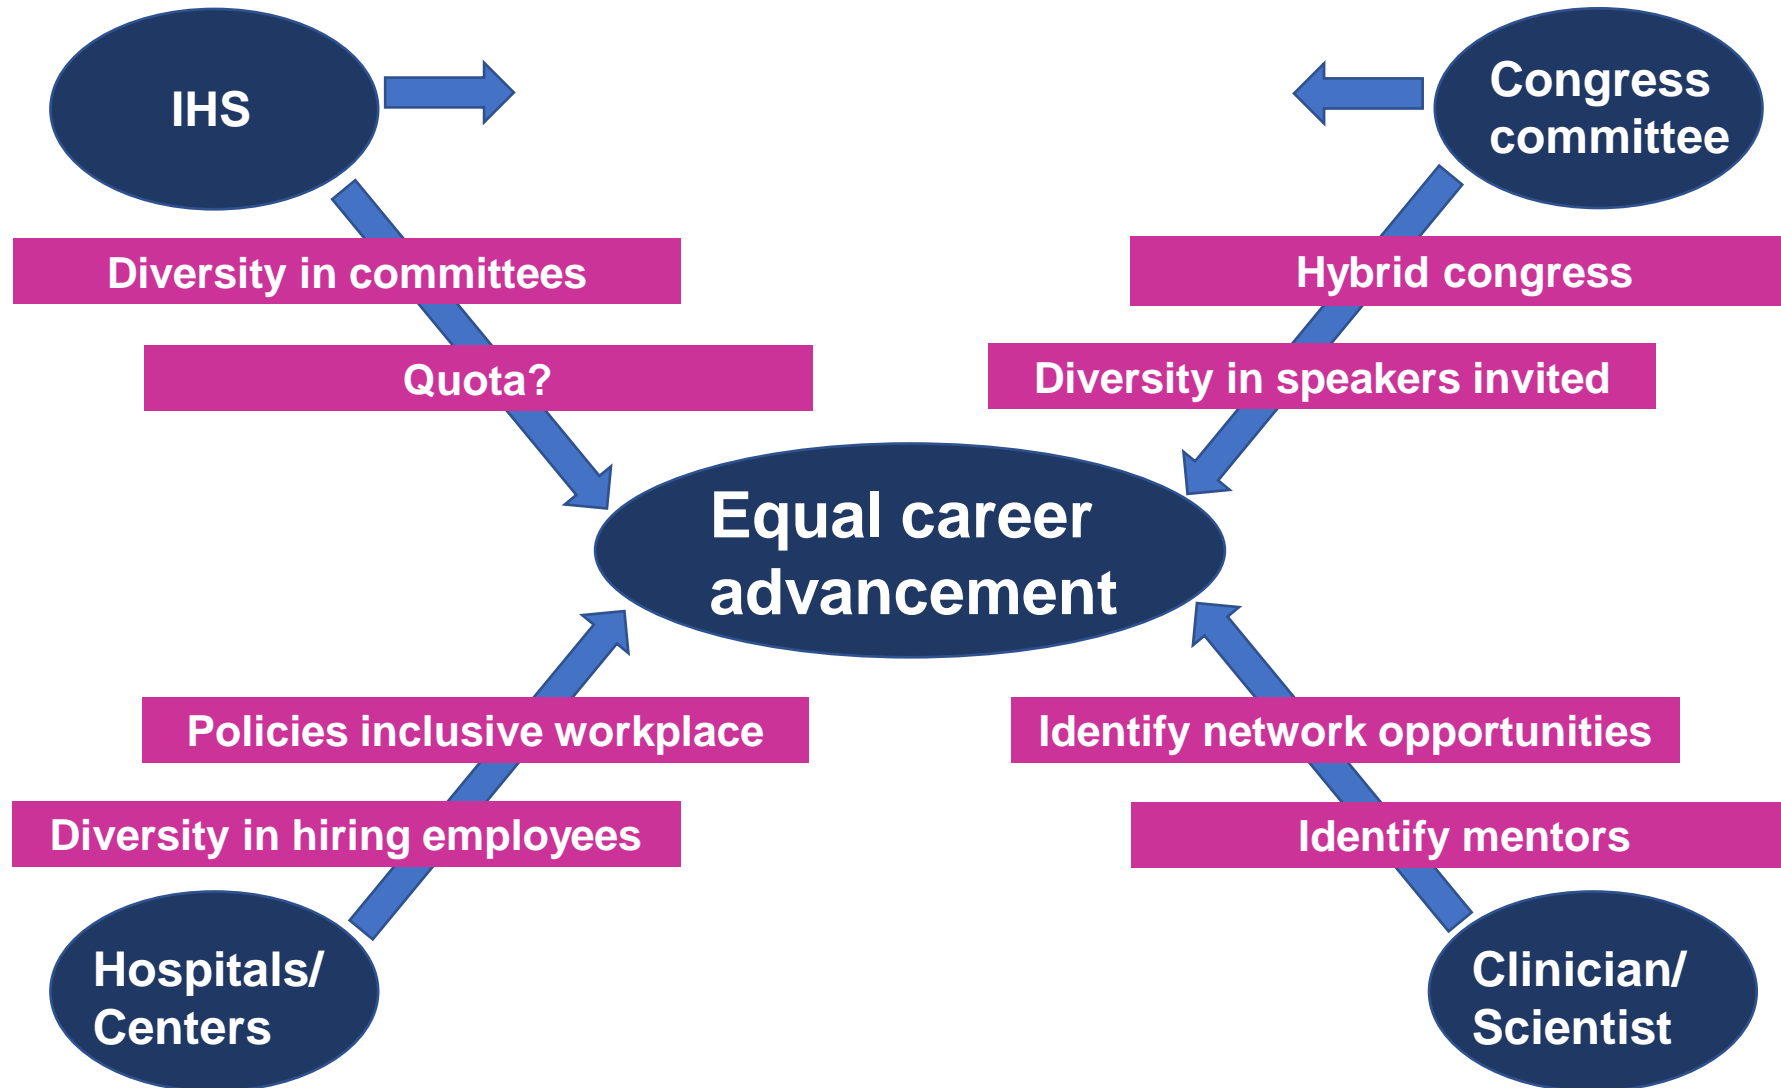 IHS
Congress
committee
Diversity in committees
Hybrid congress
Quota?
Diversity in speakers invited
Equal career
advancement
Policies inclusive workplace
Identify network opportunities
Diversity in hiring employees
Identify mentors
Hospitals/
Centers
Clinician/
Scientist